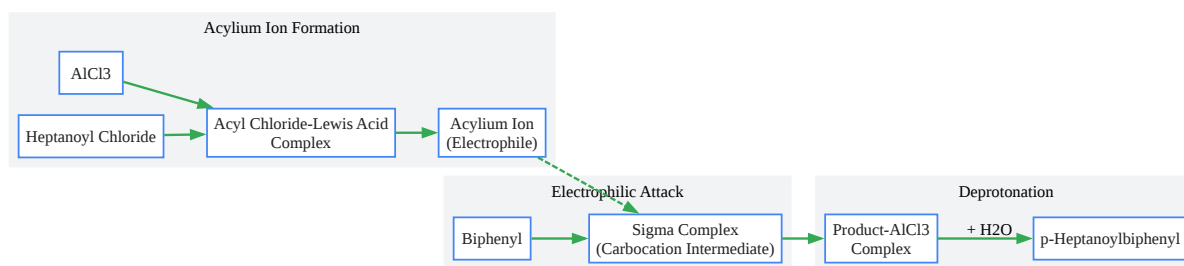 Acylium Ion Formation
AlCl3
Heptanoyl Chloride
Acyl Chloride-Lewis Acid
Complex
Acylium Ion
(Electrophile)
Electrophilic Attack
Biphenyl
Sigma Complex
(Carbocation Intermediate)
Deprotonation
Product-AlCl3
Complex
+ H2O
p-Heptanoylbiphenyl